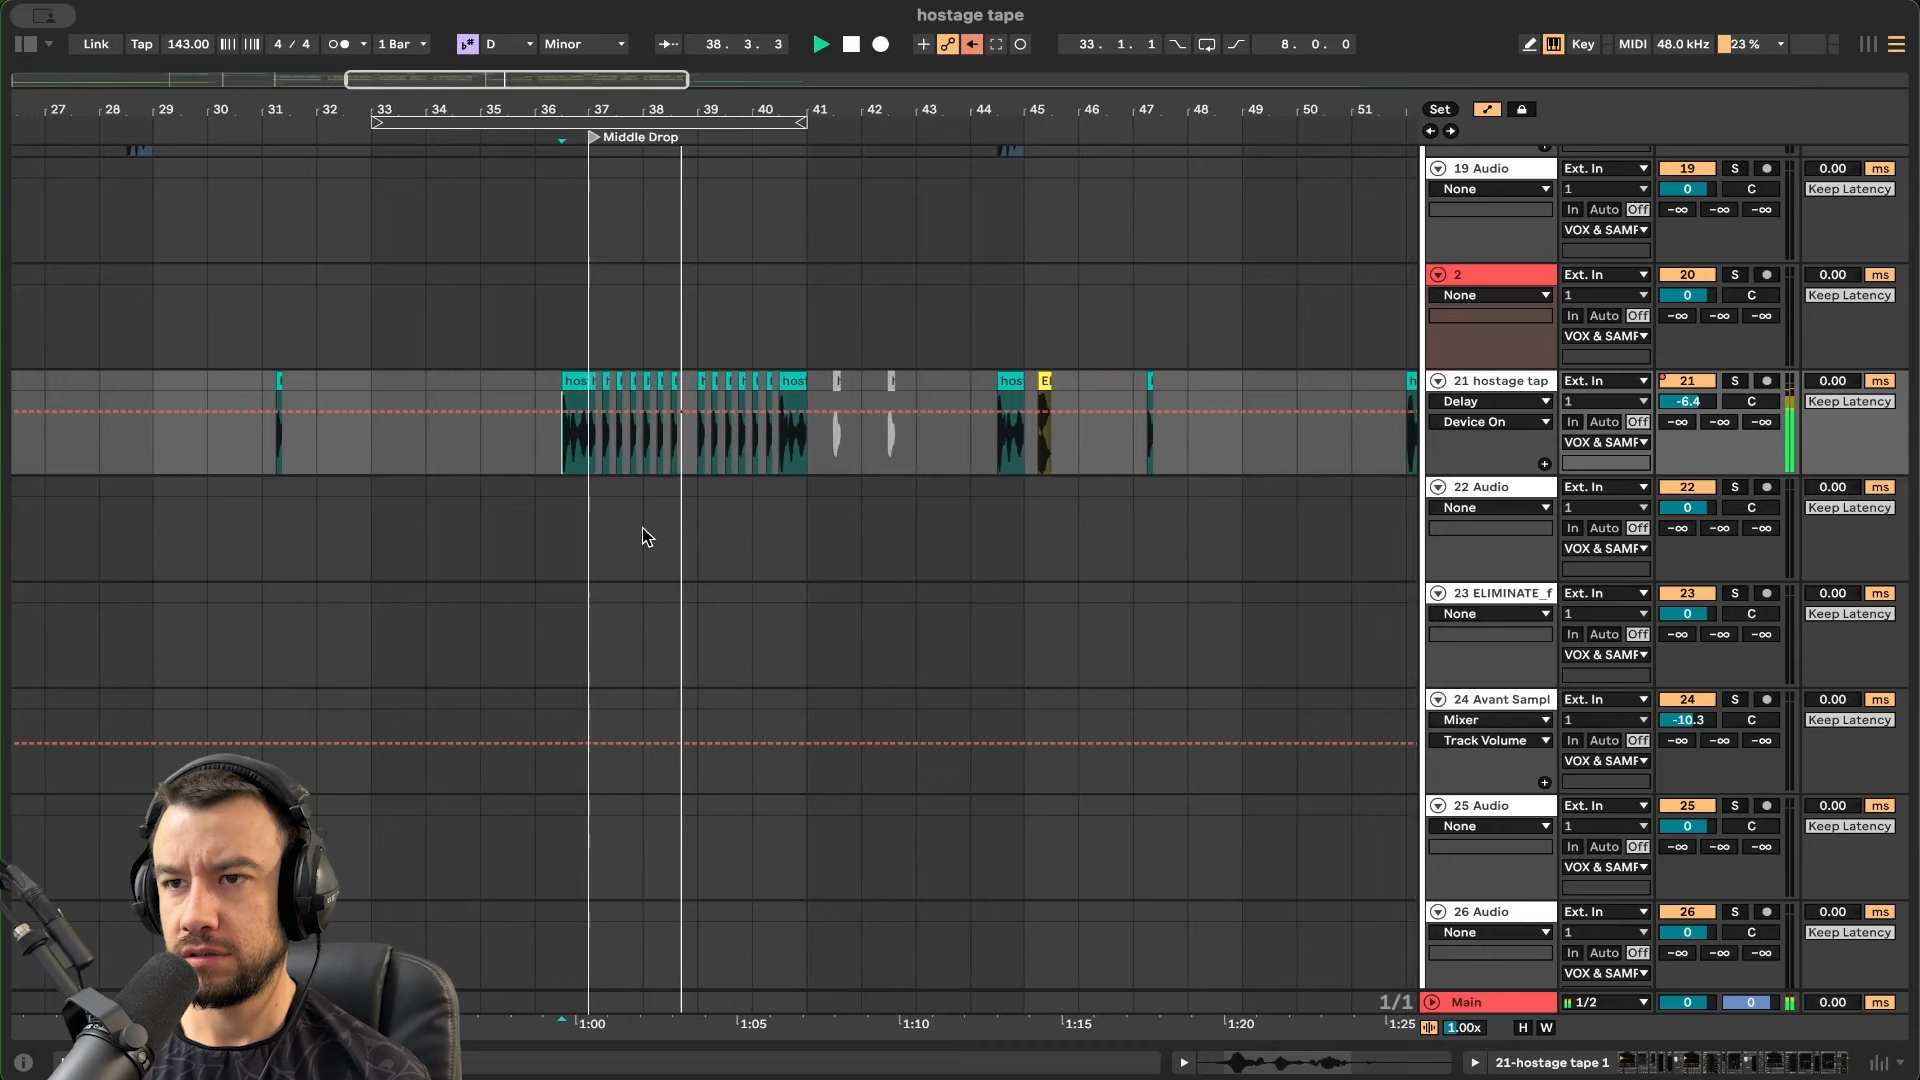 hostage tape
Link Tap 143.00 4 / 4 1 Bar D Minor 38. 3. 3 33. 1. 1 8. 0. 0 Key MIDI 48.0 kHz 23 %
27 28 29 30 31 32 33 34 35 36 37 38 39 40 41 42 43 44 45 46 47 48 49 50 51 Set
Middle Drop
19 Audio Ext. In 19 S 0.00 ms
None 1 0 C Keep Latency
In Auto Off -∞ -∞ -∞
VOX & SAMP
2 Ext. In 20 S 0.00 ms
None 1 0 C Keep Latency
In Auto Off -∞ -∞ -∞
VOX & SAMP
host host hos El 21 hostage tap Ext. In 21 S 0.00 ms
Delay 1 -6.4 C Keep Latency
Device On In Auto Off -∞ -∞ -∞
VOX & SAMP
22 Audio Ext. In 22 S 0.00 ms
None 1 0 C Keep Latency
In Auto Off -∞ -∞ -∞
VOX & SAMP
23 ELIMINATE_f Ext. In 23 S 0.00 ms
None 1 0 C Keep Latency
In Auto Off -∞ -∞ -∞
VOX & SAMP
24 Avant Sampl Ext. In 24 S 0.00 ms
Mixer 1 -10.3 C Keep Latency
Track Volume In Auto Off -∞ -∞ -∞
VOX & SAMP
25 Audio Ext. In 25 S 0.00 ms
None 1 0 C Keep Latency
In Auto Off -∞ -∞ -∞
VOX & SAMP
26 Audio Ext. In 26 S 0.00 ms
None 1 0 C Keep Latency
In Auto Off -∞ -∞ -∞
VOX & SAMP
1/1 Main 1/2 0 0 0.00 ms
1:00 1:05 1:10 1:15 1:20 1:25 1.00x H W
21-hostage tape 1